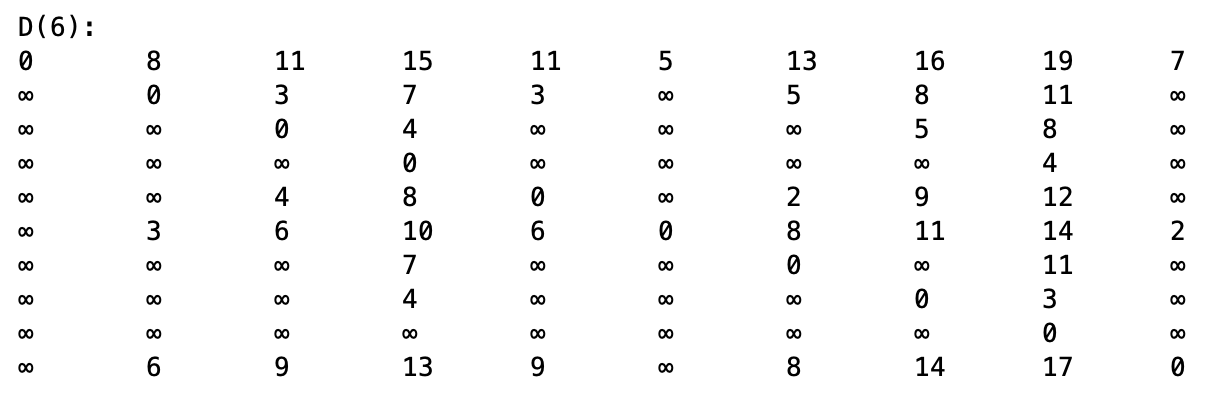 D(6):
0 8 11 15 11 5 13 16 19 7
∞ 0 3 7 3 ∞ 5 8 11 ∞
∞ ∞ 0 4 ∞ ∞ ∞ 5 8 ∞
∞ ∞ ∞ 0 ∞ ∞ ∞ ∞ 4 ∞
∞ ∞ 4 8 0 ∞ 2 9 12 ∞
∞ 3 6 10 6 0 8 11 14 2
∞ ∞ ∞ 7 ∞ ∞ 0 ∞ 11 ∞
∞ ∞ ∞ 4 ∞ ∞ ∞ 0 3 ∞
∞ ∞ ∞ ∞ ∞ ∞ ∞ ∞ 0 ∞
∞ 6 9 13 9 ∞ 8 14 17 0